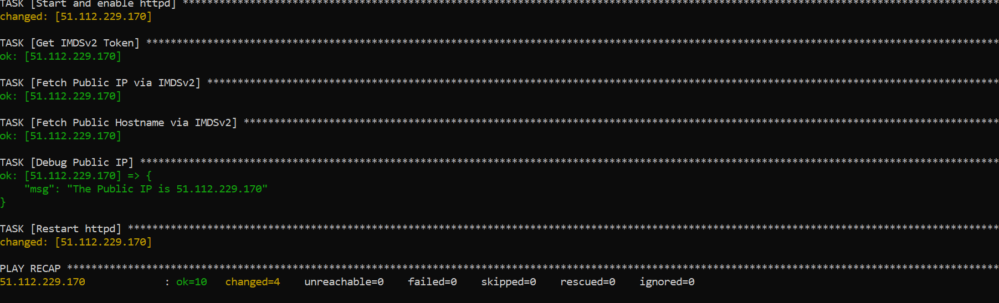 TASK [Start and enable httpd] **************************************************************************************************************************************
changed: [51.112.229.170]
TASK [Get IMDSv2 Token] ********************************************************************************************************************************************
ok: [51.112.229.170]
TASK [Fetch Public IP via IMDSv2] **********************************************************************************************************************************
ok: [51.112.229.170]
TASK [Fetch Public Hostname via IMDSv2] ****************************************************************************************************************************
ok: [51.112.229.170]
TASK [Debug Public IP] *********************************************************************************************************************************************
ok: [51.112.229.170] => {
    "msg": "The Public IP is 51.112.229.170"
}
TASK [Restart httpd] ***********************************************************************************************************************************************
changed: [51.112.229.170]
PLAY RECAP *********************************************************************************************************************************************************
51.112.229.170             : ok=10   changed=4    unreachable=0    failed=0    skipped=0    rescued=0    ignored=0